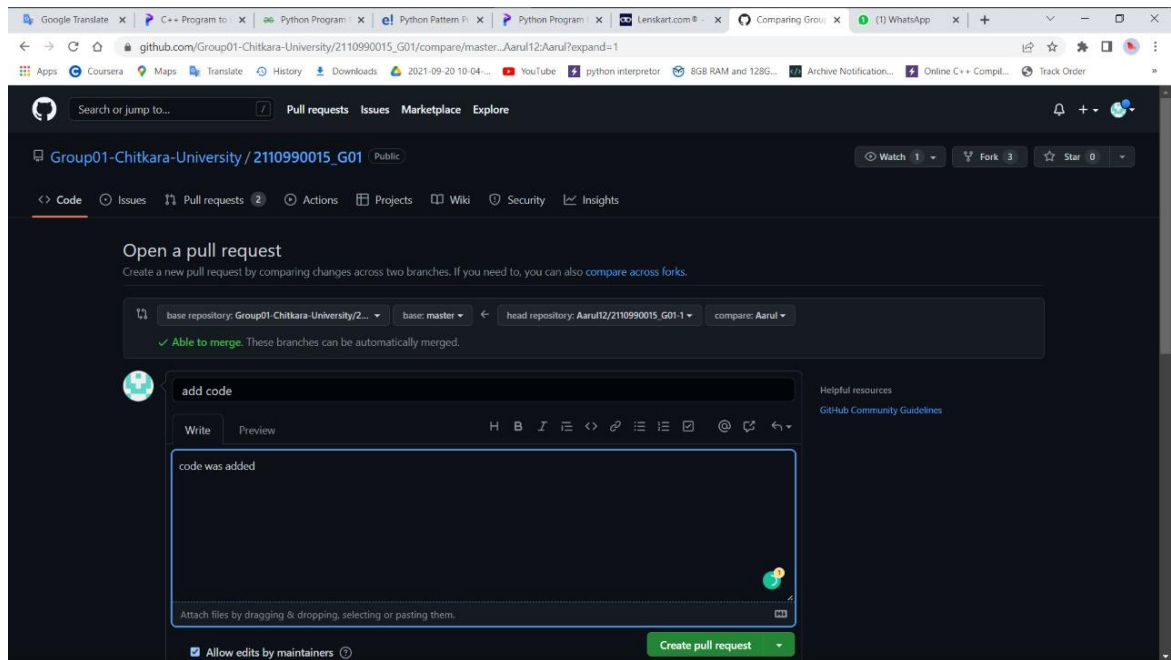 Google Translate C++ Program to Python Program Python Pattern P Python Program Lenskart.com® - Comparing Grou (1) WhatsApp
github.com/Group01-Chitkara-University/2110990015_G01/compare/master...Aarul12:Aarul?expand=1
Apps Coursera Maps Translate History Downloads 2021-09-20 10-04-... YouTube python interpretor 8GB RAM and 128G... Archive Notification... Online C++ Compil... Track Order »
Search or jump to... / Pull requests Issues Marketplace Explore
Group01-Chitkara-University / 2110990015_G01 Public Watch 1 Fork 3 Star 0
Code Issues Pull requests 2 Actions Projects Wiki Security Insights
Open a pull request
Create a new pull request by comparing changes across two branches. If you need to, you can also compare across forks.
base repository: Group01-Chitkara-University/2... base: master ← head repository: Aarul12/2110990015_G01-1 compare: Aarul
✓ Able to merge. These branches can be automatically merged.
add code
Helpful resources
GitHub Community Guidelines
Write Preview H B I
code was added
1
Attach files by dragging & dropping, selecting or pasting them.
Allow edits by maintainers
Create pull request